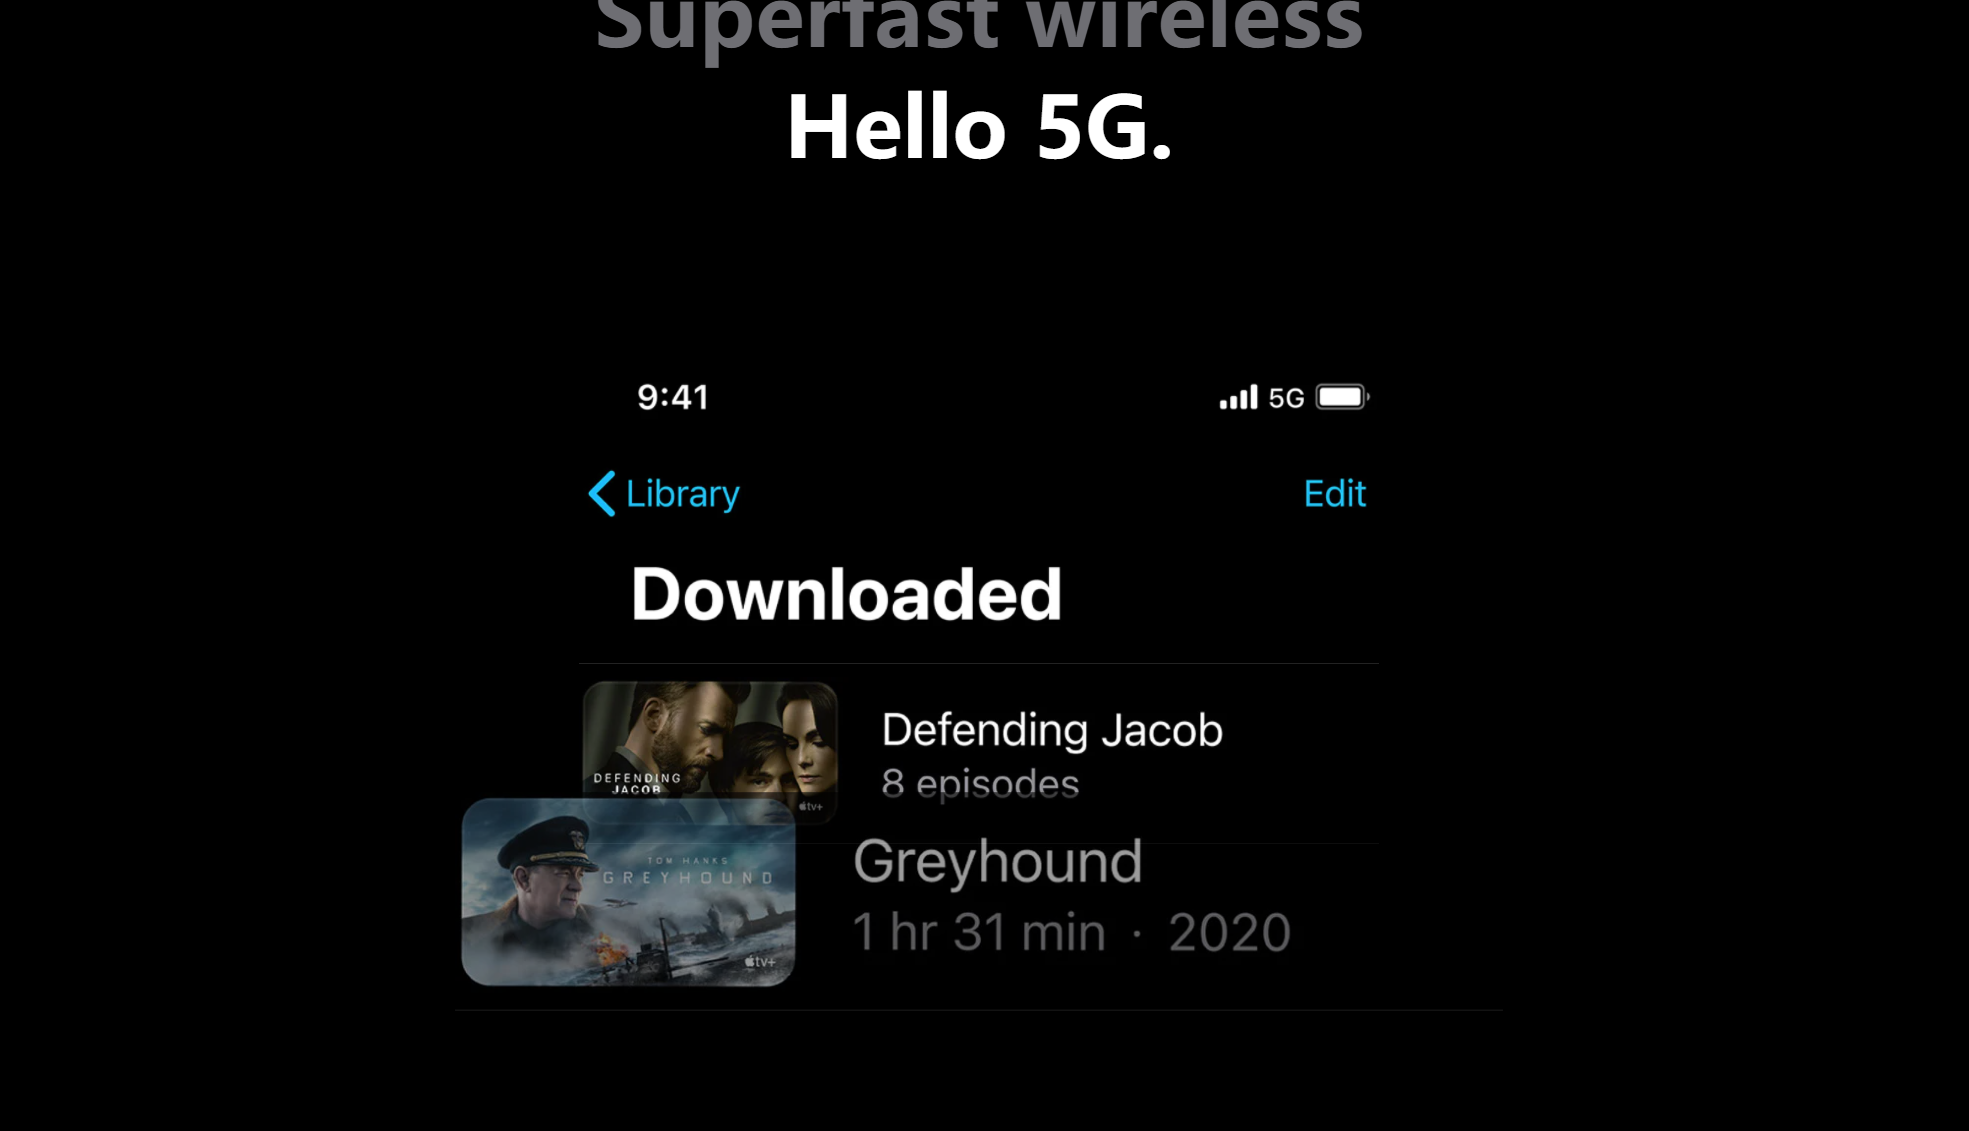 Superfast wireless
Hello 5G.
9:41
5G
Library
Edit
Downloaded
DEFENDING
JACOB
tv+
Defending Jacob
8 episodes
TOM HANKS
GREYHOUND
tv+
Greyhound
1 hr 31 min · 2020